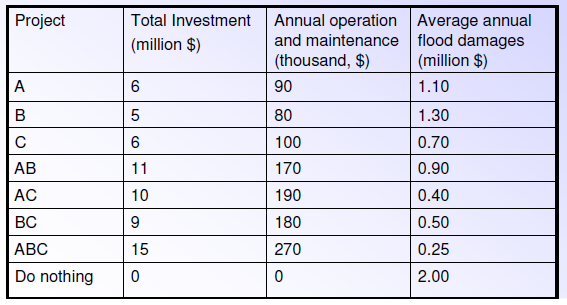 Project Total Investment (million $) Annual operation and maintenance (thousand, $) Average annual flood damages (million $)
A 6 90 1.10
B 5 80 1.30
C 6 100 0.70
AB 11 170 0.90
AC 10 190 0.40
BC 9 180 0.50
ABC 15 270 0.25
Do nothing 0 0 2.00